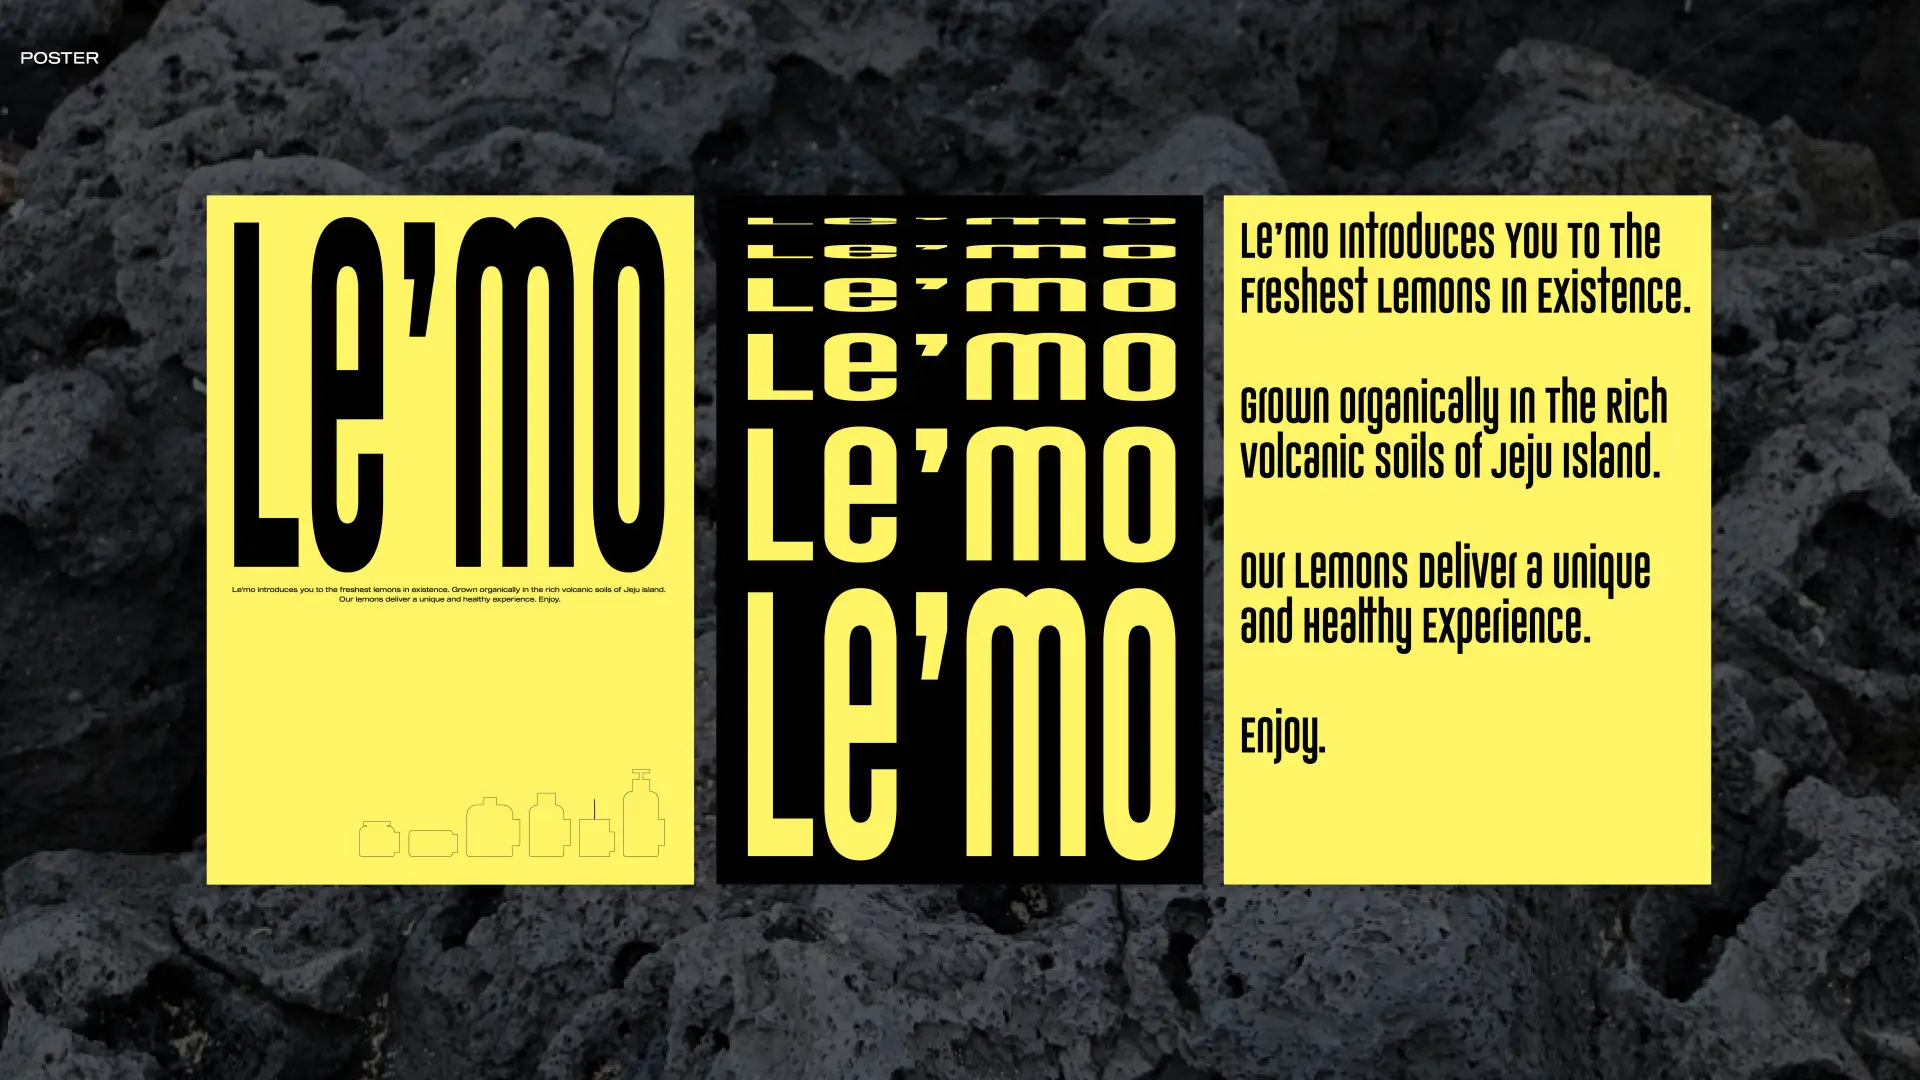 POSTER
Le'mo
Le'mo introduces you to the freshest lemons in existence. Grown organically in the rich volcanic soils of Jeju island.
Our lemons deliver a unique and healthy experience. Enjoy.
Le'mo
Le'mo
Le'mo
Le'mo
Le'mo
Le'mo
Le'mo Introduces You To The
Freshest Lemons In Existence.
Grown Organically In The Rich
Volcanic Soils Of Jeju Island.
Our Lemons Deliver a Unique
and Healthy Experience.
Enjoy.